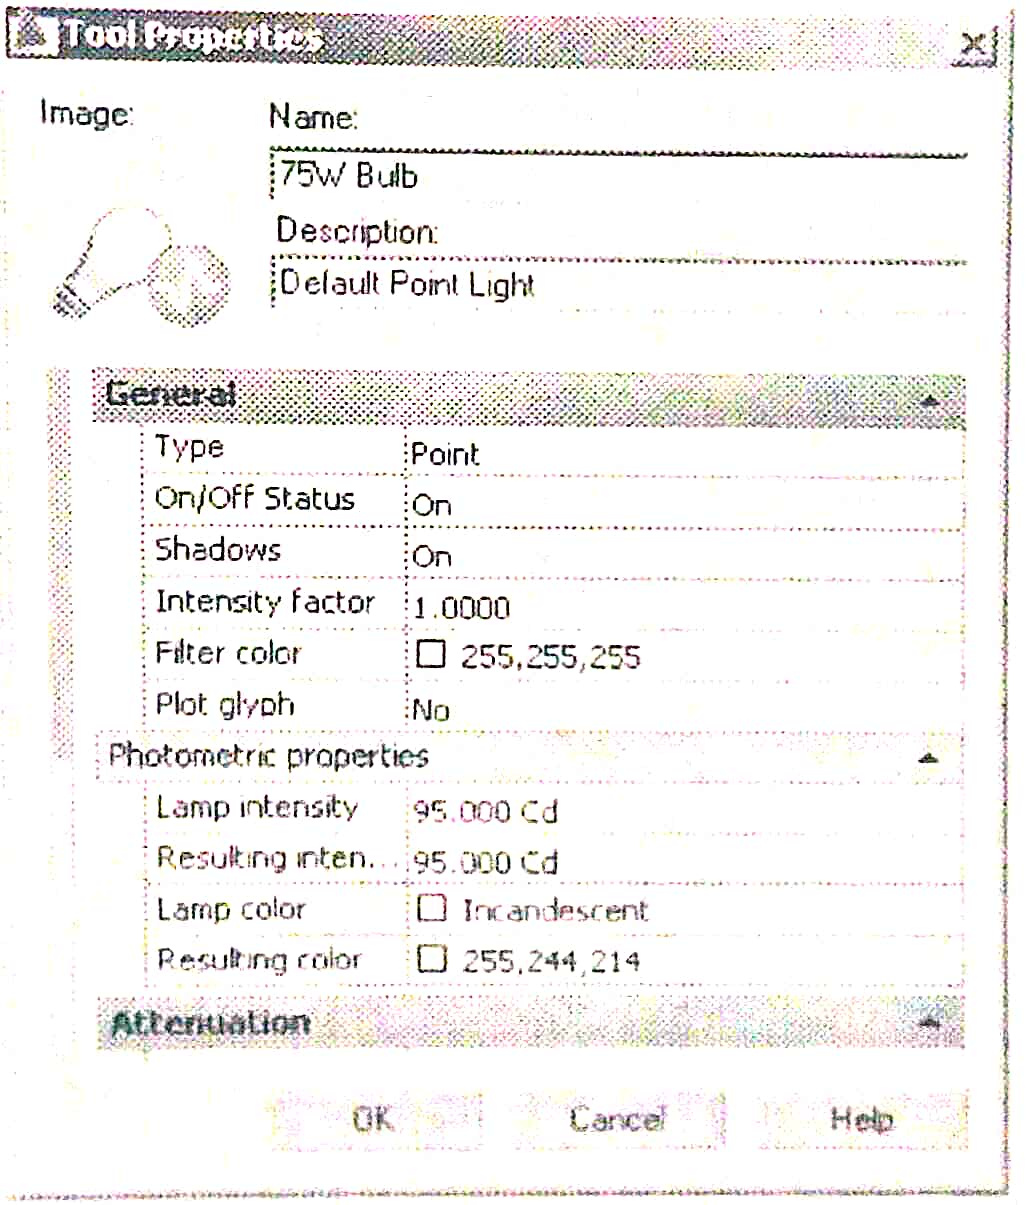 Tool Properties
Image:
Name:
75W Bulb
Description:
Default Point Light
General
Type Point
On/Off Status On
Shadows On
Intensity factor 1.0000
Filter color 255,255,255
Plot glyph No
Photometric properties
Lamp intensity 95.000 Cd
Resulting inten... 95.000 Cd
Lamp color Incandescent
Resulting color 255,244,214
Attenuation
OK Cancel Help